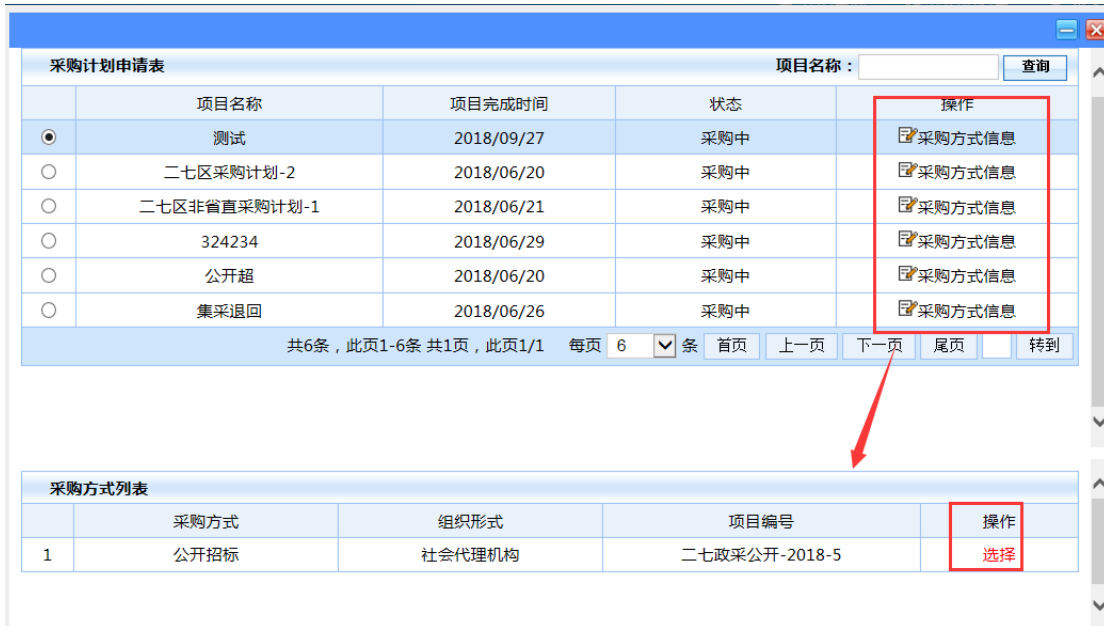 采购计划申请表 项目名称： 查询
项目名称 项目完成时间 状态 操作
测试 2018/09/27 采购中 采购方式信息
二七区采购计划-2 2018/06/20 采购中 采购方式信息
二七区非省直采购计划-1 2018/06/21 采购中 采购方式信息
324234 2018/06/29 采购中 采购方式信息
公开超 2018/06/20 采购中 采购方式信息
集采退回 2018/06/26 采购中 采购方式信息
共6条，此页1-6条 共1页，此页1/1 每页 6 条 首页 上一页 下一页 尾页 转到
采购方式列表
采购方式 组织形式 项目编号 操作
1 公开招标 社会代理机构 二七政采公开-2018-5 选择